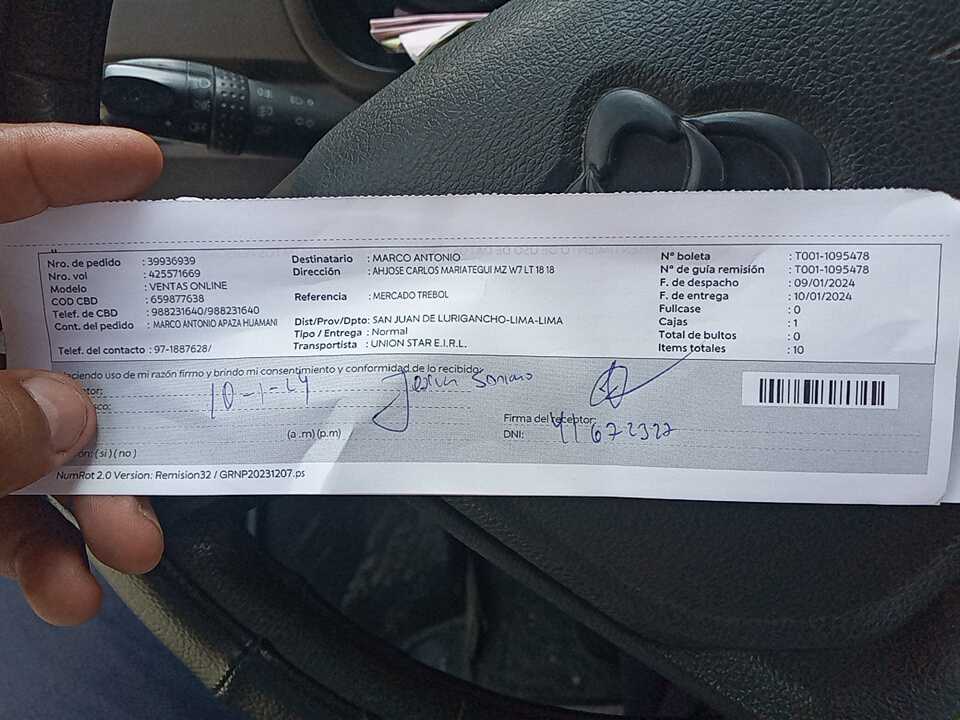 Nro. de pedido : 39936939
Nro. vol : 425571669
Modelo : VENTAS ONLINE
COD CBD : 659877638
Telef. de CBD : 988231640/988231640
Cont. del pedido : MARCO ANTONIO APAZA HUAMANI
Telef. del contacto : 97-1887628/
Destinatario : MARCO ANTONIO
Dirección : AHJOSE CARLOS MARIATEGUI MZ W7 LT 18 18
Referencia : MERCADO TREBOL
Dist/Prov/Dpto: SAN JUAN DE LURIGANCHO-LIMA-LIMA
Tipo / Entrega : Normal
Transportista : UNION STAR E.I.R.L.
N° boleta : T001-1095478
N° de guía remisión : T001-1095478
F. de despacho : 09/01/2024
F. de entrega : 10/01/2024
Fullcase : 0
Cajas : 1
Total de bultos : 0
Items totales : 10
haciendo uso de mi razón firmo y brindo mi consentimiento y conformidad de lo recibido:
10-1-24
(a .m) (p.m)
Firma del receptor:
DNI: 41672327
(si) (no)
NumRot 2.0 Version: Remision32 / GRNP20231207.ps